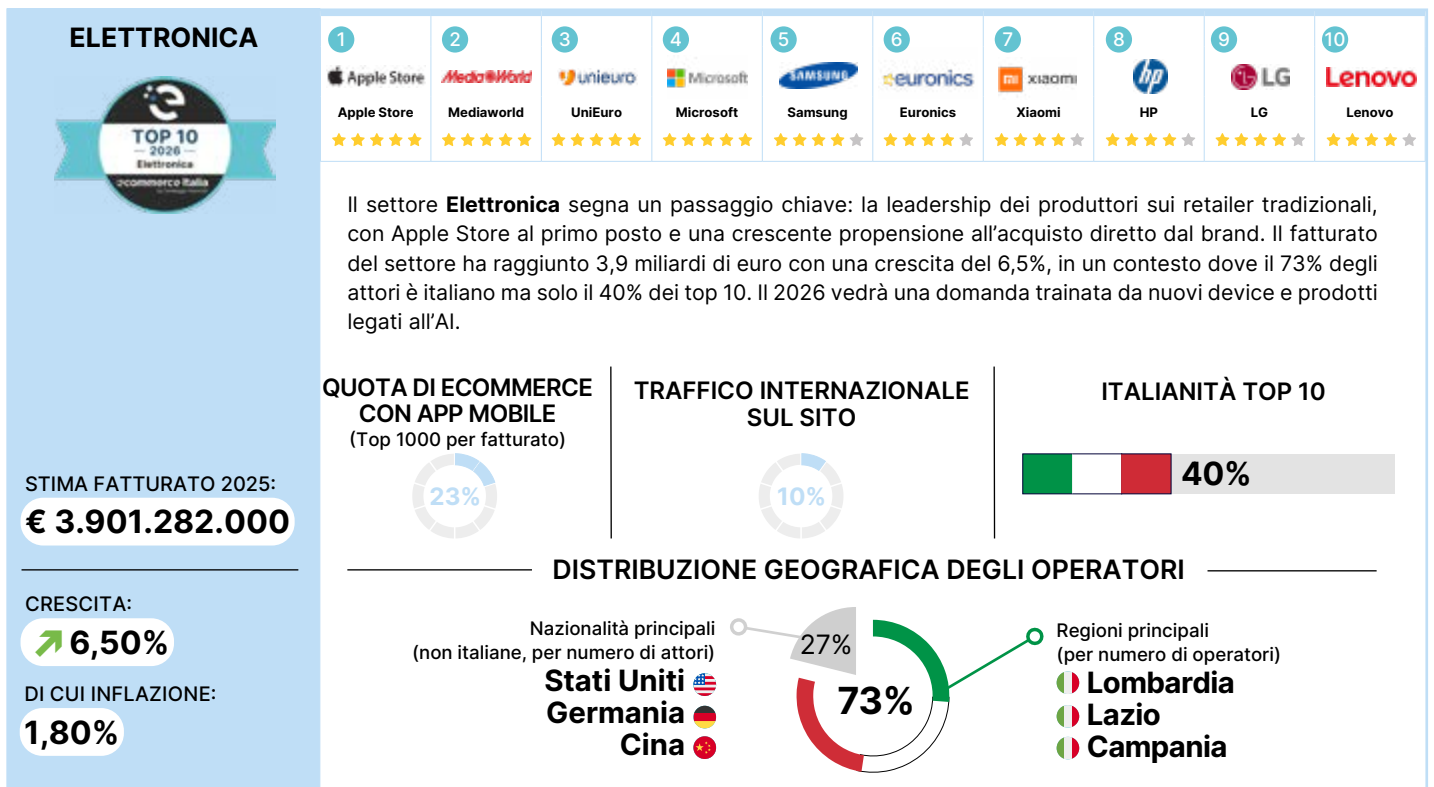 ELETTRONICA
TOP 10
2026
Elettronica
ecommerce italia
1
2
3
4
5
6
7
8
9
10
Apple Store
MediaWorld
unieuro
Microsoft
SAMSUNG
euronics
mi xiaomi
hp
LG
Lenovo
Apple Store
Mediaworld
UniEuro
Microsoft
Samsung
Euronics
Xiaomi
HP
LG
Lenovo
Il settore Elettronica segna un passaggio chiave: la leadership dei produttori sui retailer tradizionali,
con Apple Store al primo posto e una crescente propensione all’acquisto diretto dal brand. Il fatturato
del settore ha raggiunto 3,9 miliardi di euro con una crescita del 6,5%, in un contesto dove il 73% degli
attori è italiano ma solo il 40% dei top 10. Il 2026 vedrà una domanda trainata da nuovi device e prodotti
legati all’AI.
STIMA FATTURATO 2025:
€ 3.901.282.000
CRESCITA:
6,50%
DI CUI INFLAZIONE:
1,80%
QUOTA DI ECOMMERCE
CON APP MOBILE
(Top 1000 per fatturato)
23%
TRAFFICO INTERNAZIONALE
SUL SITO
10%
ITALIANITÀ TOP 10
40%
DISTRIBUZIONE GEOGRAFICA DEGLI OPERATORI
Nazionalità principali
(non italiane, per numero di attori)
Stati Uniti
Germania
Cina
27%
73%
Regioni principali
(per numero di operatori)
Lombardia
Lazio
Campania